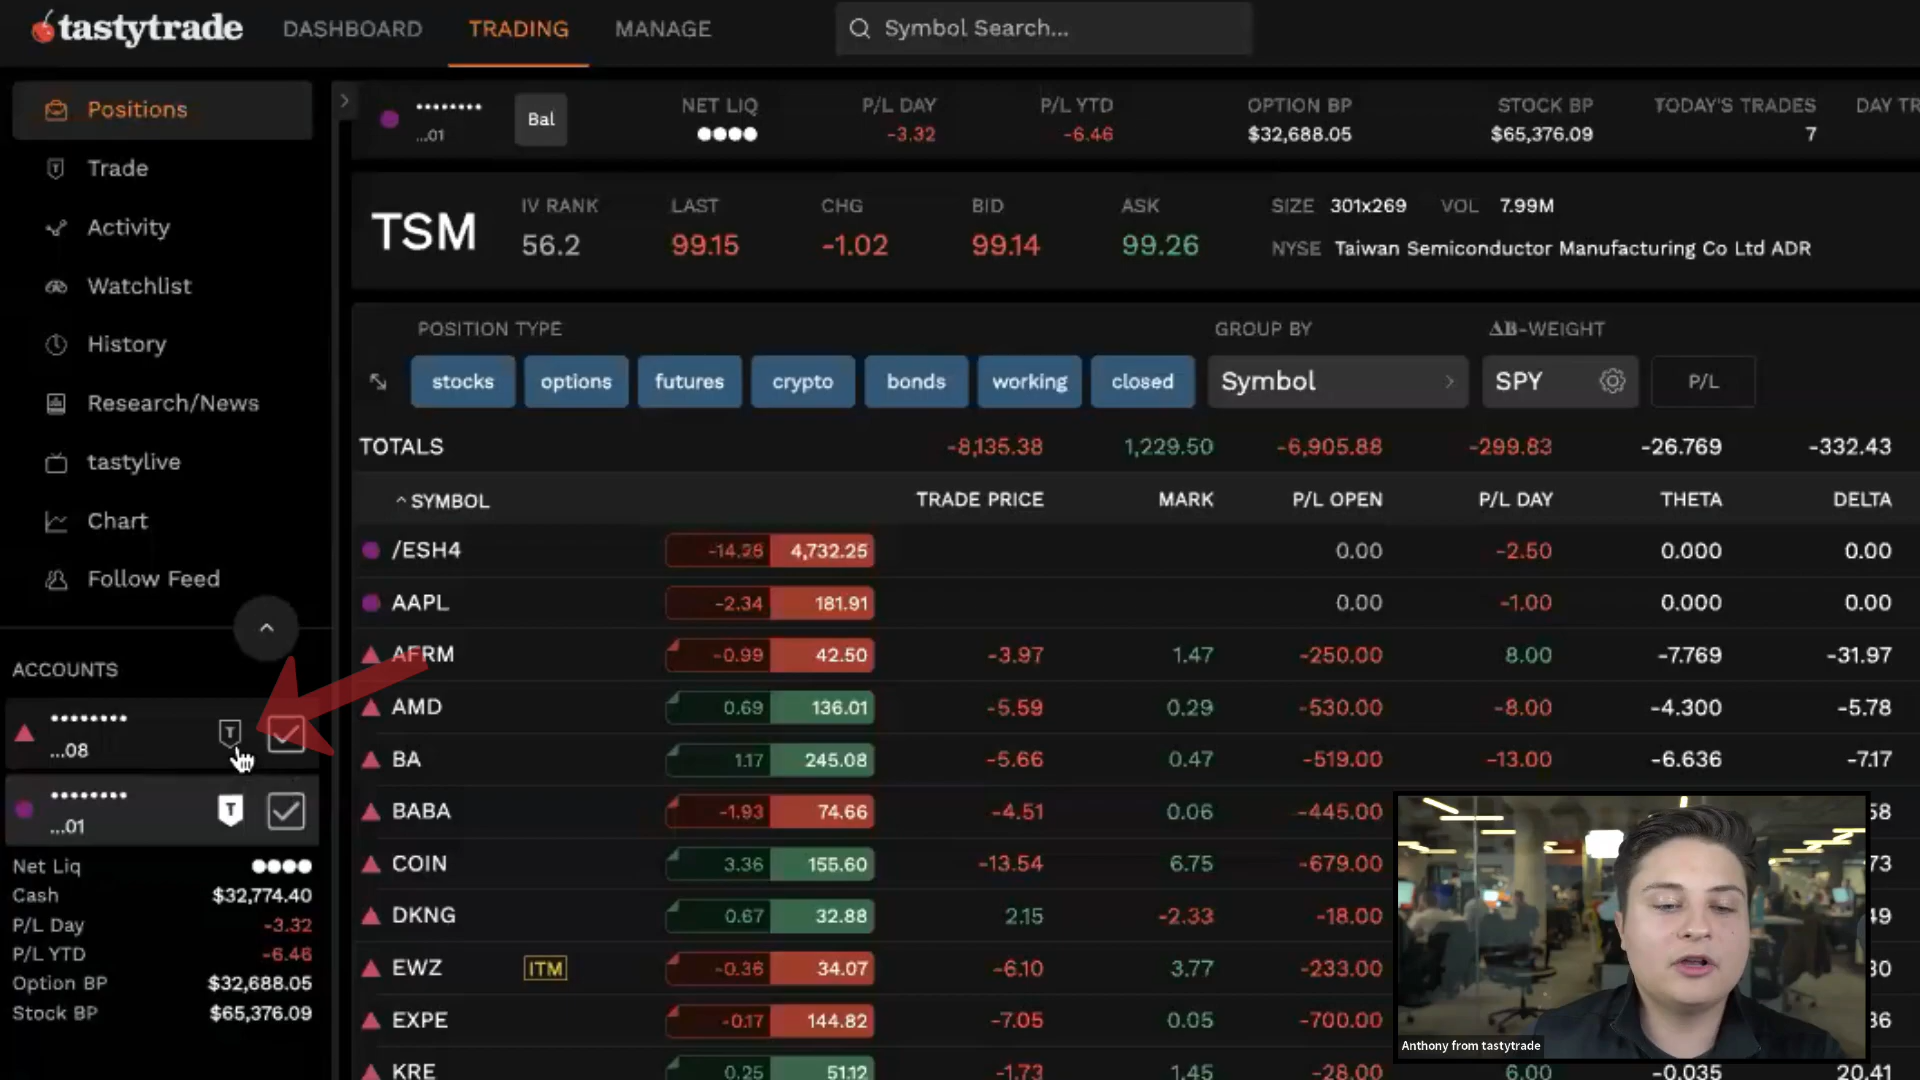 tastytrade DASHBOARD TRADING MANAGE Symbol Search...
Positions
Trade
Activity
Watchlist
History
Research/News
tastylive
Chart
Follow Feed
ACCOUNTS
•••••••• T
...08
•••••••• T
...01
Net Liq ●●●●
Cash $32,774.40
P/L Day -3.32
P/L YTD -6.46
Option BP $32,688.05
Stock BP $65,376.09
•••••••• Bal NET LIQ P/L DAY P/L YTD OPTION BP STOCK BP TODAY'S TRADES DAY TR
...01 ●●●● -3.32 -6.46 $32,688.05 $65,376.09 7
TSM IV RANK LAST CHG BID ASK SIZE 301x269 VOL 7.99M
56.2 99.15 -1.02 99.14 99.26 NYSE Taiwan Semiconductor Manufacturing Co Ltd ADR
POSITION TYPE GROUP BY ΔB-WEIGHT
stocks options futures crypto bonds working closed Symbol SPY P/L
TOTALS -8,135.38 1,229.50 -6,905.88 -299.83 -26.769 -332.43
SYMBOL TRADE PRICE MARK P/L OPEN P/L DAY THETA DELTA
/ESH4 -14.26 4,732.25 0.00 -2.50 0.000 0.00
AAPL -2.34 181.91 0.00 -1.00 0.000 0.00
AFRM -0.99 42.50 -3.97 1.47 -250.00 8.00 -7.769 -31.97
AMD 0.69 136.01 -5.59 0.29 -530.00 -8.00 -4.300 -5.78
BA 1.17 245.08 -5.66 0.47 -519.00 -13.00 -6.636 -7.17
BABA -1.93 74.66 -4.51 0.06 -445.00 58
COIN 3.36 155.60 -13.54 6.75 -679.00 73
DKNG 0.67 32.88 2.15 -2.33 -18.00 49
EWZ ITM -0.36 34.07 -6.10 3.77 -233.00 30
EXPE -0.17 144.82 -7.05 0.05 -700.00 36
KRE 0.25 51.12 -1.73 1.45 -28.00 6.00 -0.035 20.41
Anthony from tastytrade